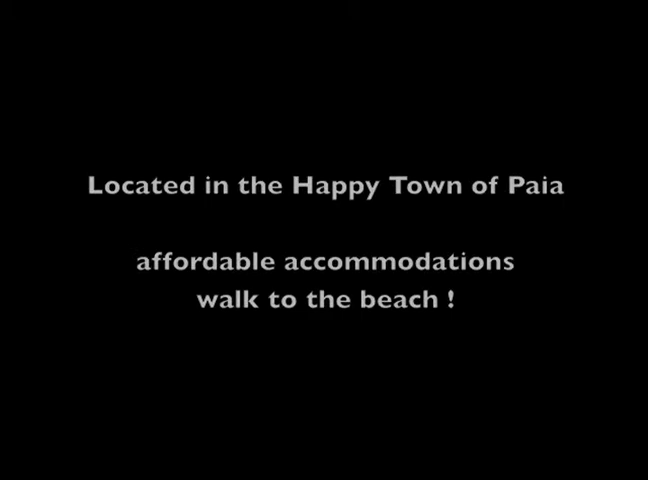 Located in the Happy Town of Paia
affordable accommodations
walk to the beach !